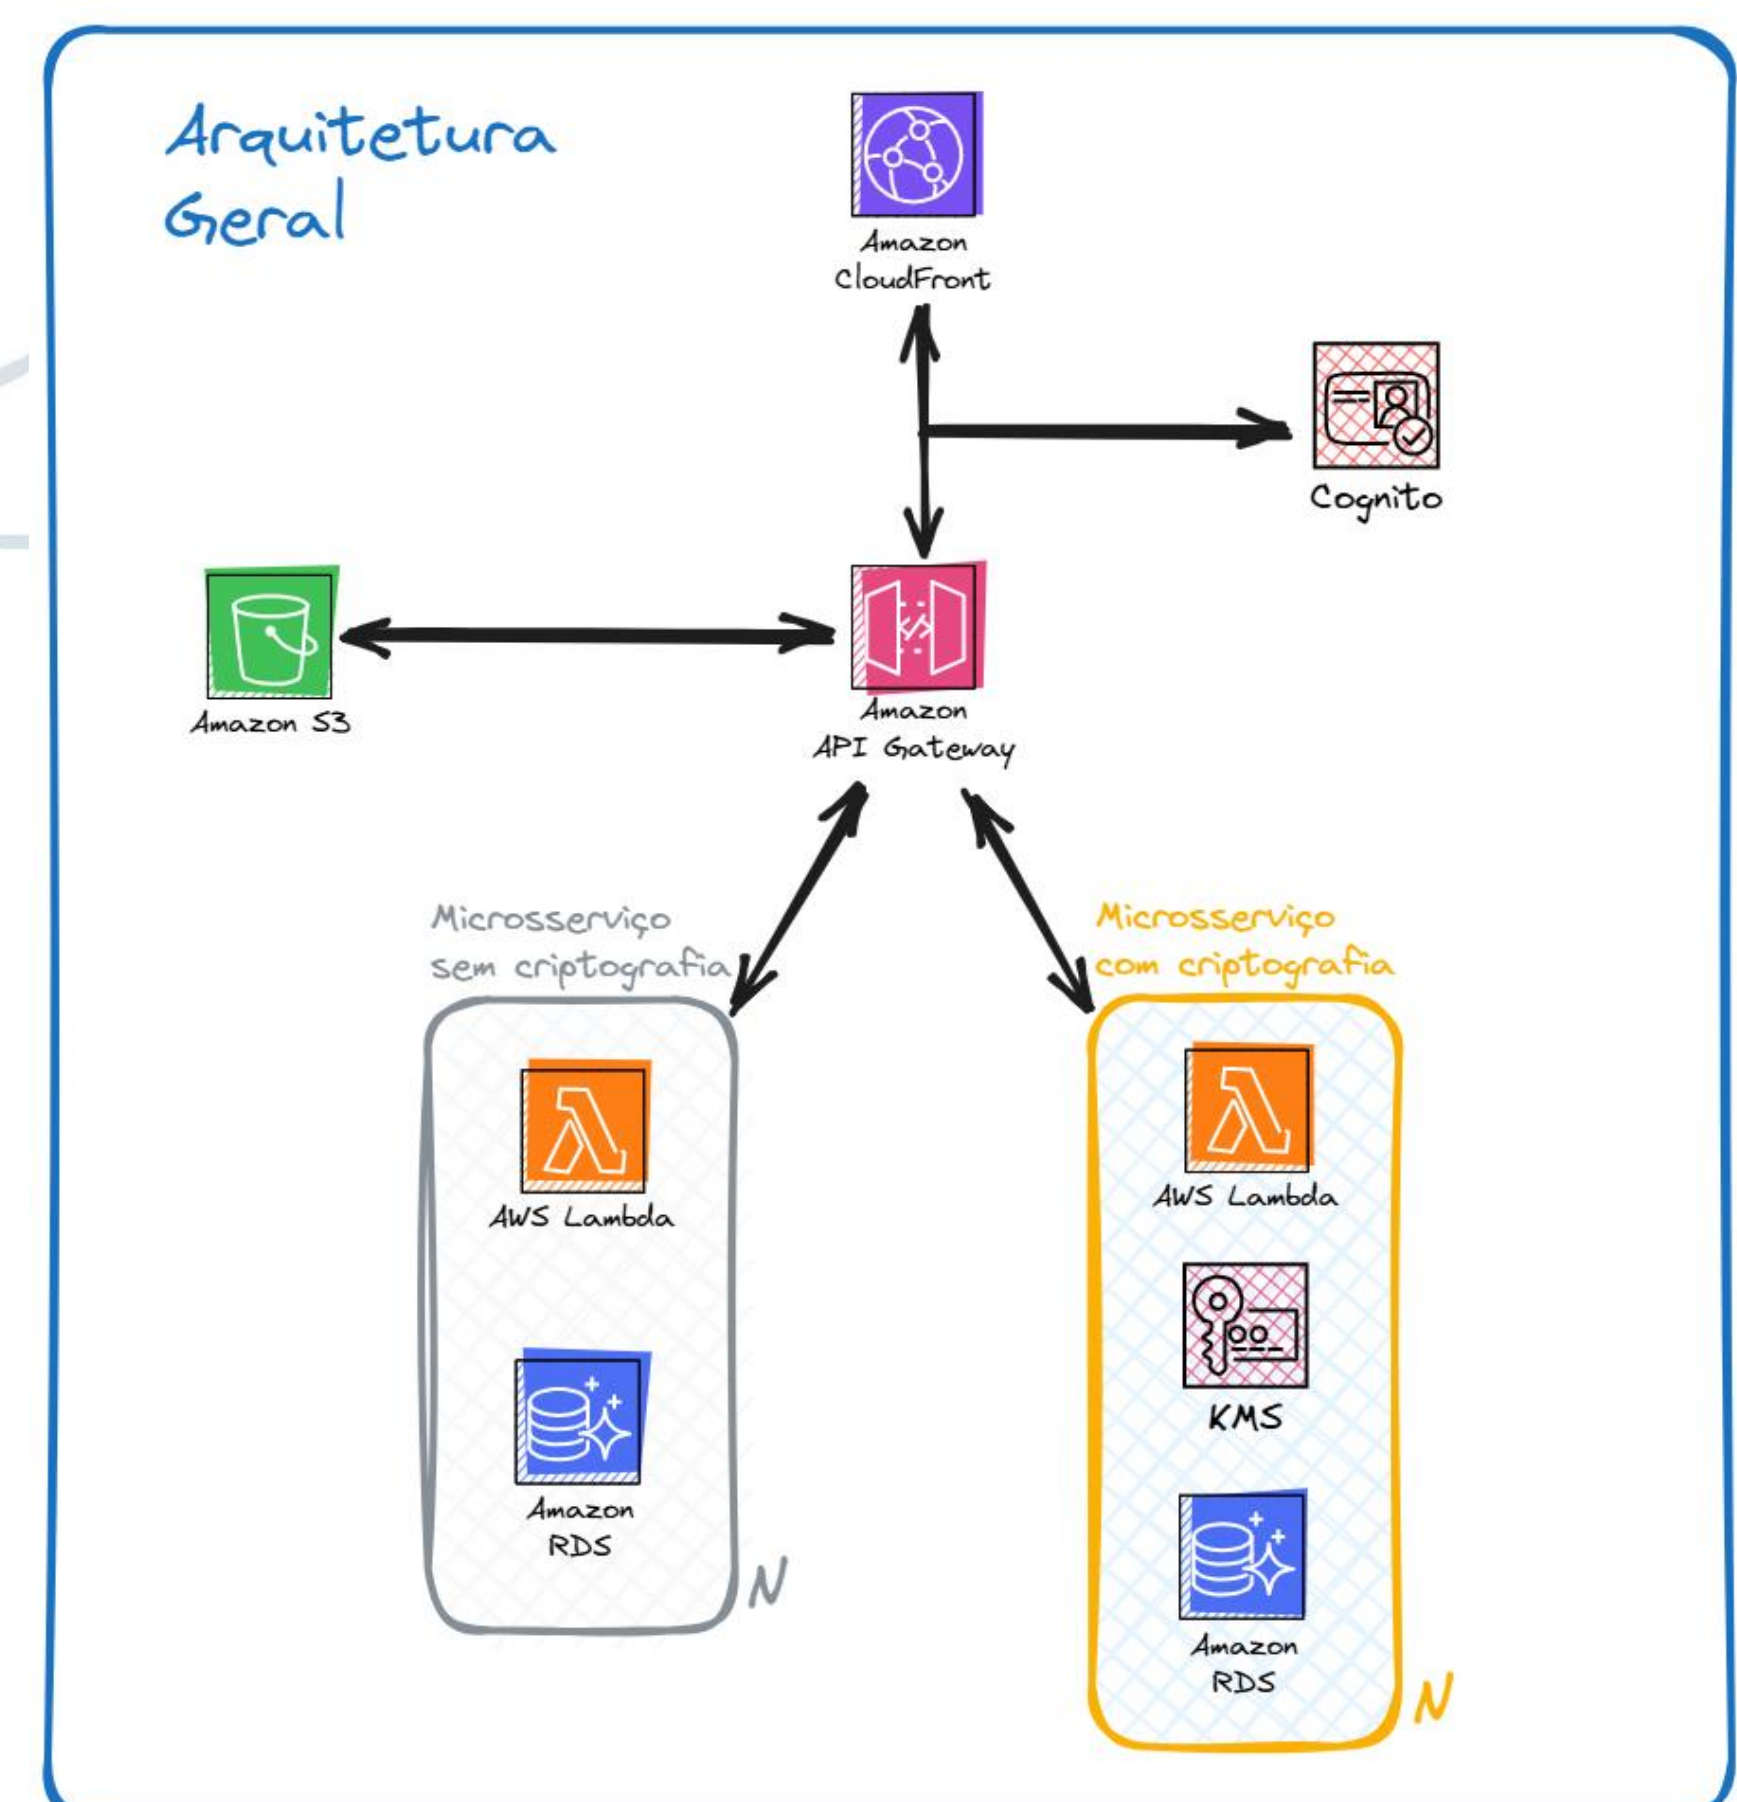 Arquitetura
Geral
Amazon
CloudFront
Cognito
Amazon S3
Amazon
API Gateway
Microsserviço
sem criptografia
AWS Lambda
Amazon
RDS
N
Microsserviço
com criptografia
AWS Lambda
KMS
Amazon
RDS
N